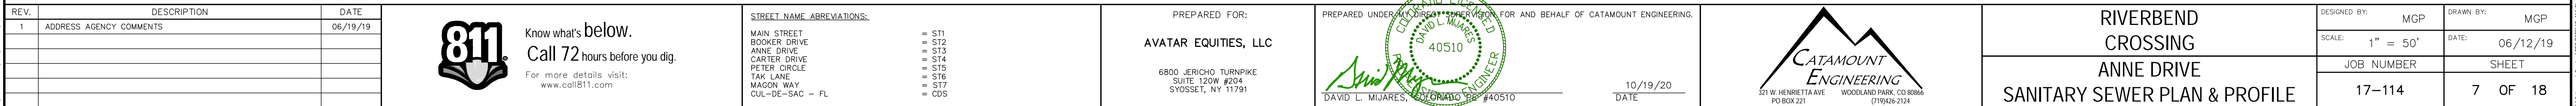 REV. DESCRIPTION DATE
1 ADDRESS AGENCY COMMENTS 06/19/19
811
Know what's below.
Call 72 hours before you dig.
For more details visit:
www.call811.com
STREET NAME ABREVIATIONS:
MAIN STREET = ST1
BOOKER DRIVE = ST2
ANNE DRIVE = ST3
CARTER DRIVE = ST4
PETER CIRCLE = ST5
TAK LANE = ST6
MAGON WAY = ST7
CUL-DE-SAC - FL = CDS
PREPARED FOR:
AVATAR EQUITIES, LLC
6800 JERICHO TURNPIKE
SUITE 120W #204
SYOSSET, NY 11791
PREPARED UNDER MY DIRECT SUPERVISION FOR AND BEHALF OF CATAMOUNT ENGINEERING.
COLORADO LICENSED
DAVID L. MIJARES
40510
PROFESSIONAL ENGINEER
10/19/20
DAVID L. MIJARES, COLORADO PE #40510 DATE
CATAMOUNT
ENGINEERING
321 W. HENRIETTA AVE WOODLAND PARK, CO 80866
PO BOX 221 (719)426-2124
RIVERBEND
CROSSING
ANNE DRIVE
SANITARY SEWER PLAN & PROFILE
DESIGNED BY: MGP
DRAWN BY: MGP
SCALE: 1" = 50'
DATE: 06/12/19
JOB NUMBER SHEET
17-114 7 OF 18